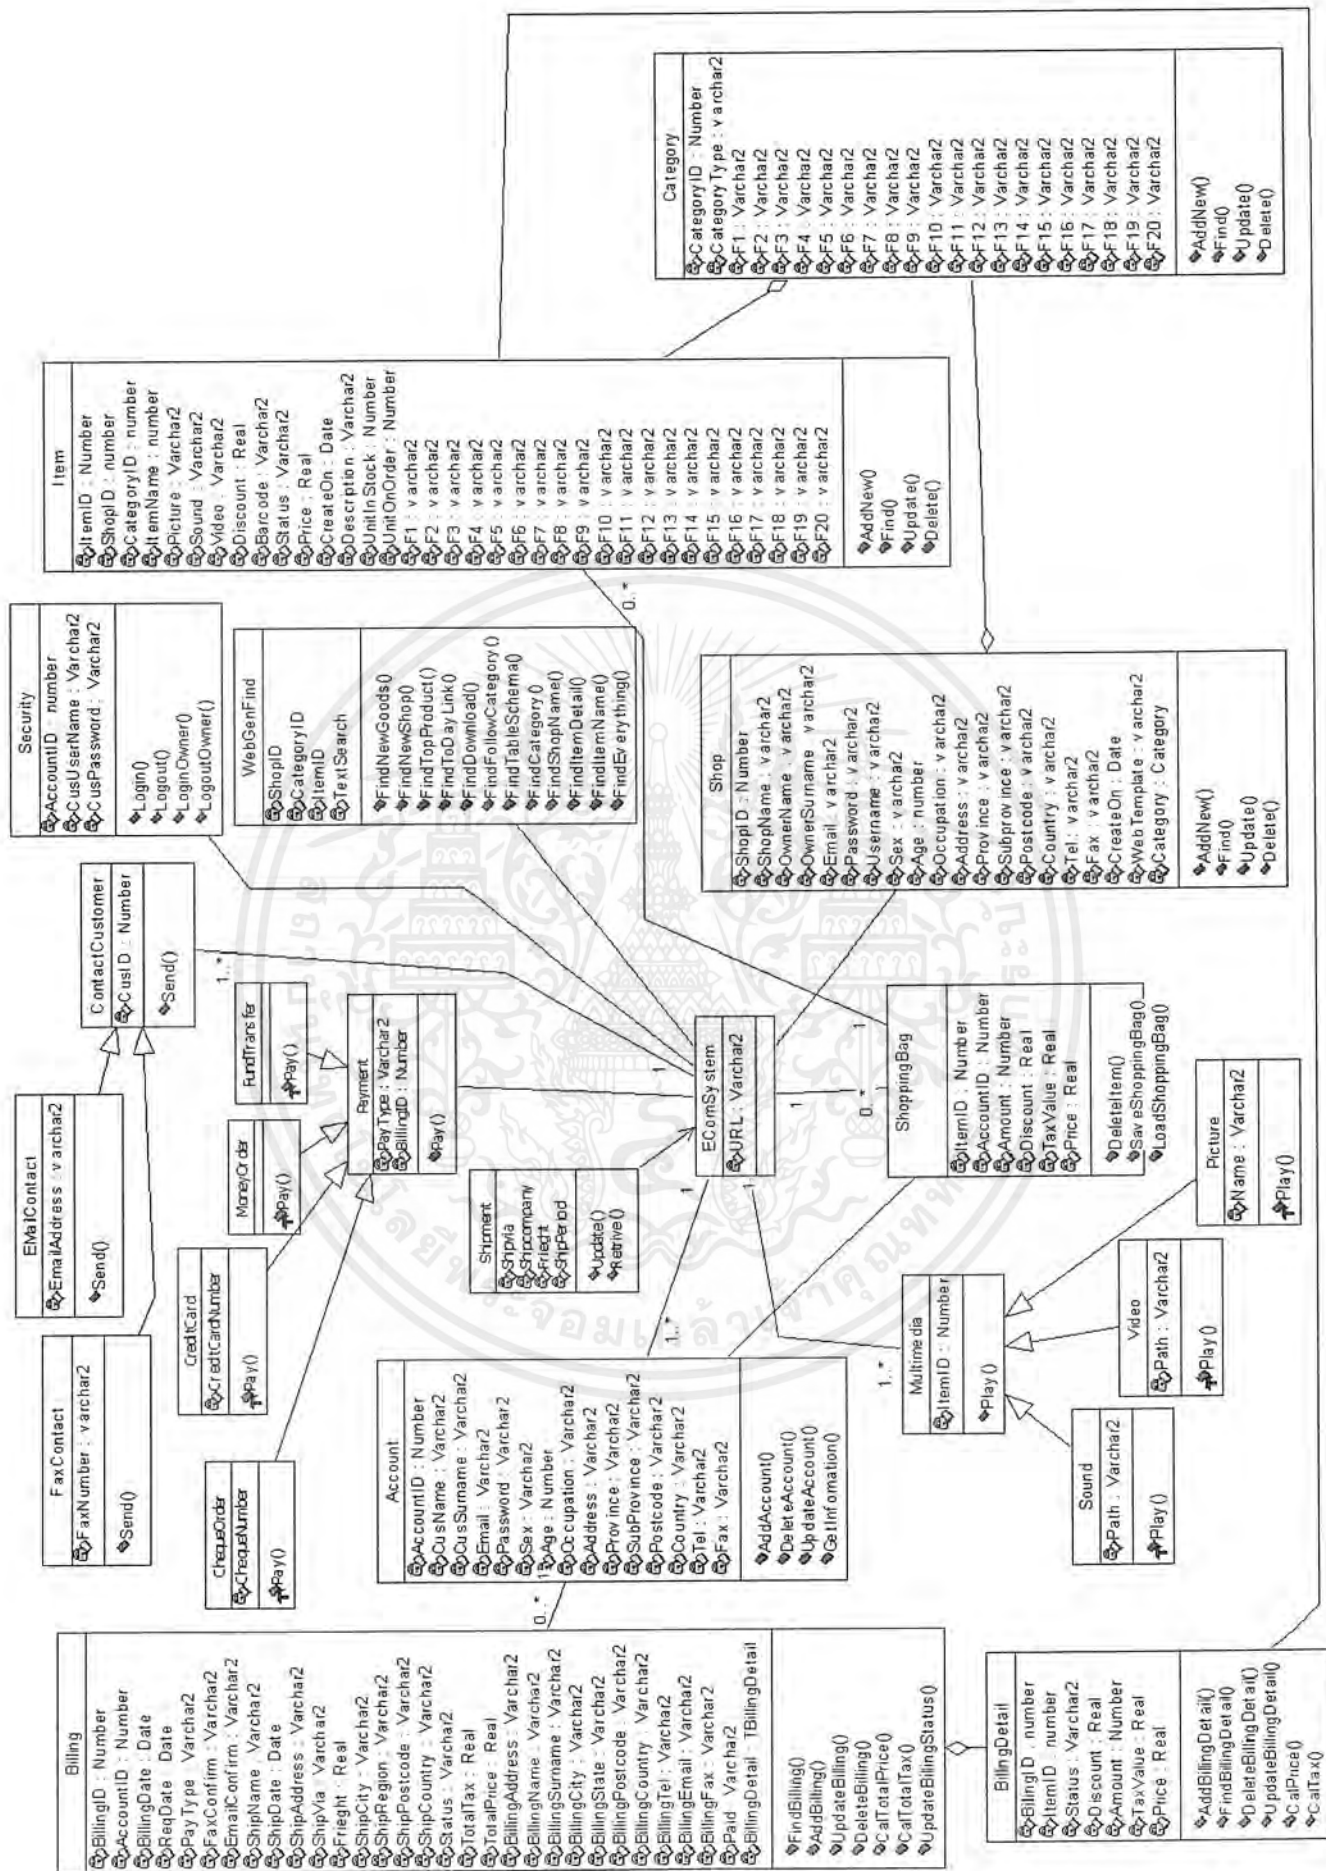 Billing
BillingID : Number
AccountID : Number
BillingDate : Date
ReqDate : Date
PayType : Varchar2
FaxConfirm : Varchar2
EmailConfirm : Varchar2
ShipName : Varchar2
ShipDate : Date
ShipAddress : Varchar2
ShipVia : Varchar2
Frieght : Real
ShipCity : Varchar2
ShipRegion : Varchar2
ShipPostcode : Varchar2
ShipCountry : Varchar2
Status : Varchar2
TotalTax : Real
TotalPrice : Real
BillingAddress : Varchar2
BillingName : Varchar2
BillingSurname : Varchar2
BillingCity : Varchar2
BillingState : Varchar2
BillingPostcode : Varchar2
BillingCountry : Varchar2
BillingTel : Varchar2
BillingEmail : Varchar2
BillingFax : Varchar2
Paid : Varchar2
BillingDetail : TBillingDetail
FindBilling()
AddBilling()
UpdateBilling()
DeleteBilling()
CalTotalPrice()
CalTotalTax()
UpdateBillingStatus()
BillingDetail
BillingID : number
ItemID : number
Status : Varchar2
Discount : Real
Amount : Number
TaxValue : Real
Price : Real
AddBillingDetail()
FindBillingDetail()
DeleteBillingDetail()
UpdateBillingDetail()
CalPrice()
CalTax()
FaxContact
FaxNumber : varchar2
Send()
EMailContact
EmailAddress : varchar2
Send()
ContactCustomer
CusID : Number
Send()
1..*
ChequeOrder
ChequeNumber
Pay()
CreditCard
CreditCardNumber
Pay()
MoneyOrder
Pay()
FundTransfer
Pay()
Payment
PayType : Varchar2
BillingID : Number
Pay()
Account
AccountID : Number
CusName : Varchar2
CusSurname : Varchar2
Email : Varchar2
Password : Varchar2
Sex : Varchar2
Age : Number
Occupation : Varchar2
Address : Varchar2
Province : Varchar2
SubProvince : Varchar2
Postcode : Varchar2
Country : Varchar2
Tel : Varchar2
Fax : Varchar2
AddAccount()
DeleteAccount()
UpdateAccount()
GetInfomation()
0..*
1
1..*
Shipment
Shipvia
Shipcompany
Frieght
ShipPeriod
Update()
Retrive()
EComSystem
URL : Varchar2
1
1
1
1
Security
AccountID : number
CusUserName : Varchar2
CusPassword : Varchar2
Login()
Logout()
LoginOwner()
LogoutOwner()
WebGenFind
ShopID
CategoryID
ItemID
TextSearch
FindNewGoods()
FindNewShop()
FindTopProduct()
FindToDayLink()
FindDownload()
FindFollowCategory()
FindTableSchema()
FindCategory()
FindShopName()
FindItemDetail()
FindItemName()
FindEverything()
ShoppingBag
ItemID : Number
AccountID : Number
Amount : Number
Discount : Real
TaxValue : Real
Price : Real
DeleteItem()
SaveShoppingBag()
LoadShoppingBag()
0..*
1
Multimedia
ItemID : Number
Play()
1..*
Sound
Path : Varchar2
Play()
Video
Path : Varchar2
Play()
Picture
Name : Varchar2
Play()
Shop
ShopID : Number
ShopName : varchar2
OwnerName : varchar2
OwnerSurname : varchar2
Email : varchar2
Password : varchar2
Username : varchar2
Sex : varchar2
Age : number
Occupation : varchar2
Address : varchar2
Province : varchar2
Subprovince : varchar2
Postcode : varchar2
Country : varchar2
Tel : varchar2
Fax : varchar2
CreateOn : Date
WebTemplate : varchar2
Category : Category
AddNew()
Find()
Update()
Delete()
Item
ItemID : Number
ShopID : number
CategoryID : number
ItemName : number
Picture : Varchar2
Sound : Varchar2
Video : Varchar2
Discount : Real
Barcode : Varchar2
Status : Varchar2
Price : Real
CreateOn : Date
Descrption : Varchar2
UnitInStock : Number
UnitOnOrder : Number
F1 : varchar2
F2 : varchar2
F3 : varchar2
F4 : varchar2
F5 : varchar2
F6 : varchar2
F7 : varchar2
F8 : varchar2
F9 : varchar2
F10 : varchar2
F11 : varchar2
F12 : varchar2
F13 : varchar2
F14 : varchar2
F15 : varchar2
F16 : varchar2
F17 : varchar2
F18 : varchar2
F19 : varchar2
F20 : varchar2
AddNew()
Find()
Update()
Delete()
0..*
Category
CategoryID : Number
CategoryType : varchar2
F1 : Varchar2
F2 : Varchar2
F3 : Varchar2
F4 : Varchar2
F5 : Varchar2
F6 : Varchar2
F7 : Varchar2
F8 : Varchar2
F9 : Varchar2
F10 : Varchar2
F11 : Varchar2
F12 : Varchar2
F13 : Varchar2
F14 : Varchar2
F15 : Varchar2
F16 : Varchar2
F17 : Varchar2
F18 : Varchar2
F19 : Varchar2
F20 : Varchar2
AddNew()
Find()
Update()
Delete()